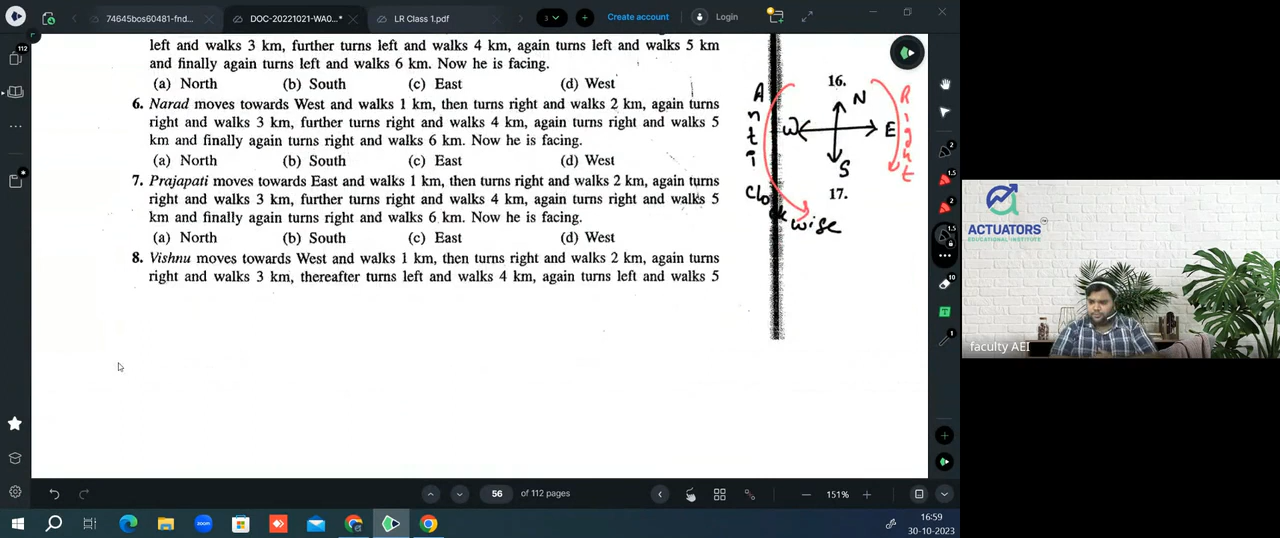 74645bos60481-fnd...
DOC-20221021-WA0...*
LR Class 1.pdf
3
Create account
Login
112
left and walks 3 km, further turns left and walks 4 km, again turns left and walks 5 km
and finally again turns left and walks 6 km. Now he is facing.
(a) North (b) South (c) East (d) West
6. Narad moves towards West and walks 1 km, then turns right and walks 2 km, again turns
right and walks 3 km, further turns right and walks 4 km, again turns right and walks 5
km and finally again turns right and walks 6 km. Now he is facing.
(a) North (b) South (c) East (d) West
7. Prajapati moves towards East and walks 1 km, then turns right and walks 2 km, again turns
right and walks 3 km, further turns right and walks 4 km, again turns right and walks 5
km and finally again turns right and walks 6 km. Now he is facing.
(a) North (b) South (c) East (d) West
8. Vishnu moves towards West and walks 1 km, then turns right and walks 2 km, again turns
right and walks 3 km, thereafter turns left and walks 4 km, again turns left and walks 5
16.
N
W
E
S
17.
Anti
Clockwise
Right
2
1.5
2
1.5
10
1
ACTUATORS
EDUCATIONAL INSTITUTE
faculty AEI
56 of 112 pages
151%
zoom
16:59
30-10-2023